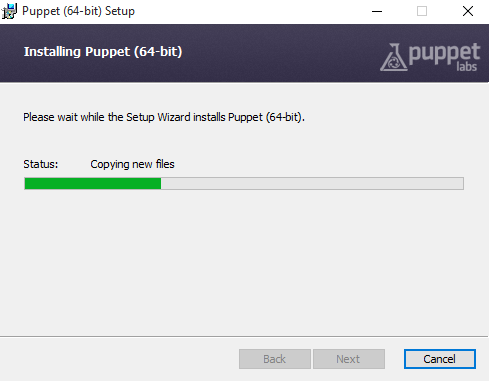 Puppet (64-bit) Setup
Installing Puppet (64-bit)
puppet
labs
Please wait while the Setup Wizard installs Puppet (64-bit).
Status: Copying new files
Back Next Cancel